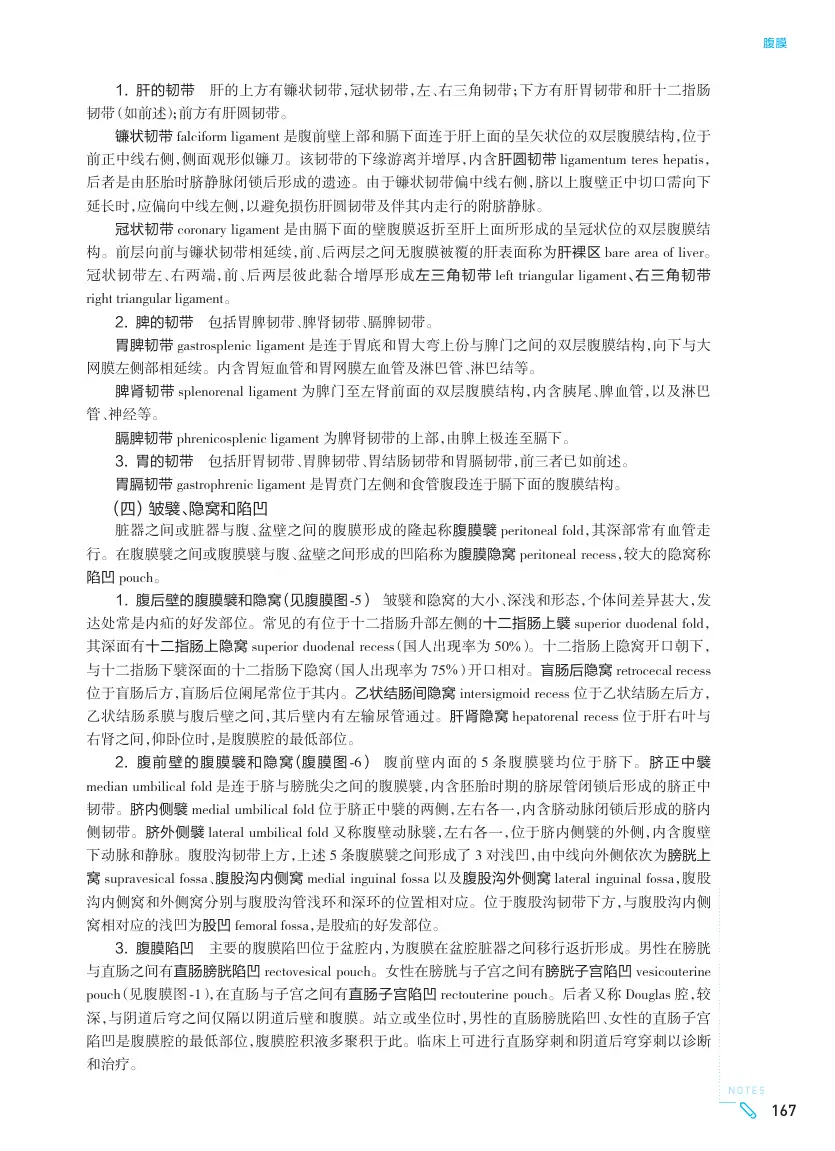 腹膜
1. 肝的韧带　肝的上方有镰状韧带,冠状韧带,左、右三角韧带;下方有肝胃韧带和肝十二指肠
韧带(如前述);前方有肝圆韧带。
镰状韧带 falciform ligament 是腹前壁上部和膈下面连于肝上面的呈矢状位的双层腹膜结构,位于
前正中线右侧,侧面观形似镰刀。该韧带的下缘游离并增厚,内含肝圆韧带 ligamentum teres hepatis,
后者是由胚胎时脐静脉闭锁后形成的遗迹。由于镰状韧带偏中线右侧,脐以上腹壁正中切口需向下
延长时,应偏向中线左侧,以避免损伤肝圆韧带及伴其内走行的附脐静脉。
冠状韧带 coronary ligament 是由膈下面的壁腹膜返折至肝上面所形成的呈冠状位的双层腹膜结
构。前层向前与镰状韧带相延续,前、后两层之间无腹膜被覆的肝表面称为肝裸区 bare area of liver。
冠状韧带左、右两端,前、后两层彼此黏合增厚形成左三角韧带 left triangular ligament、右三角韧带
right triangular ligament。
2. 脾的韧带　包括胃脾韧带、脾肾韧带、膈脾韧带。
胃脾韧带 gastrosplenic ligament 是连于胃底和胃大弯上份与脾门之间的双层腹膜结构,向下与大
网膜左侧部相延续。内含胃短血管和胃网膜左血管及淋巴管、淋巴结等。
脾肾韧带 splenorenal ligament 为脾门至左肾前面的双层腹膜结构,内含胰尾、脾血管,以及淋巴
管、神经等。
膈脾韧带 phrenicosplenic ligament 为脾肾韧带的上部,由脾上极连至膈下。
3. 胃的韧带　包括肝胃韧带、胃脾韧带、胃结肠韧带和胃膈韧带,前三者已如前述。
胃膈韧带 gastrophrenic ligament 是胃贲门左侧和食管腹段连于膈下面的腹膜结构。
(四) 皱襞、隐窝和陷凹
脏器之间或脏器与腹、盆壁之间的腹膜形成的隆起称腹膜襞 peritoneal fold,其深部常有血管走
行。在腹膜襞之间或腹膜襞与腹、盆壁之间形成的凹陷称为腹膜隐窝 peritoneal recess,较大的隐窝称
陷凹 pouch。
1. 腹后壁的腹膜襞和隐窝(见腹膜图-5)　皱襞和隐窝的大小、深浅和形态,个体间差异甚大,发
达处常是内疝的好发部位。常见的有位于十二指肠升部左侧的十二指肠上襞 superior duodenal fold,
其深面有十二指肠上隐窝 superior duodenal recess(国人出现率为 50%)。十二指肠上隐窝开口朝下,
与十二指肠下襞深面的十二指肠下隐窝(国人出现率为 75%)开口相对。盲肠后隐窝 retrocecal recess
位于盲肠后方,盲肠后位阑尾常位于其内。乙状结肠间隐窝 intersigmoid recess 位于乙状结肠左后方,
乙状结肠系膜与腹后壁之间,其后壁内有左输尿管通过。肝肾隐窝 hepatorenal recess 位于肝右叶与
右肾之间,仰卧位时,是腹膜腔的最低部位。
2. 腹前壁的腹膜襞和隐窝(腹膜图-6)　腹前壁内面的 5 条腹膜襞均位于脐下。脐正中襞
median umbilical fold 是连于脐与膀胱尖之间的腹膜襞,内含胚胎时期的脐尿管闭锁后形成的脐正中
韧带。脐内侧襞 medial umbilical fold 位于脐正中襞的两侧,左右各一,内含脐动脉闭锁后形成的脐内
侧韧带。脐外侧襞 lateral umbilical fold 又称腹壁动脉襞,左右各一,位于脐内侧襞的外侧,内含腹壁
下动脉和静脉。腹股沟韧带上方,上述 5 条腹膜襞之间形成了 3 对浅凹,由中线向外侧依次为膀胱上
窝 supravesical fossa、腹股沟内侧窝 medial inguinal fossa 以及腹股沟外侧窝 lateral inguinal fossa,腹股
沟内侧窝和外侧窝分别与腹股沟管浅环和深环的位置相对应。位于腹股沟韧带下方,与腹股沟内侧
窝相对应的浅凹为股凹 femoral fossa,是股疝的好发部位。
3. 腹膜陷凹　主要的腹膜陷凹位于盆腔内,为腹膜在盆腔脏器之间移行返折形成。男性在膀胱
与直肠之间有直肠膀胱陷凹 rectovesical pouch。女性在膀胱与子宫之间有膀胱子宫陷凹 vesicouterine
pouch(见腹膜图-1),在直肠与子宫之间有直肠子宫陷凹 rectouterine pouch。后者又称 Douglas 腔,较
深,与阴道后穹之间仅隔以阴道后壁和腹膜。站立或坐位时,男性的直肠膀胱陷凹、女性的直肠子宫
陷凹是腹膜腔的最低部位,腹膜腔积液多聚积于此。临床上可进行直肠穿刺和阴道后穹穿刺以诊断
和治疗。
NOTES
167